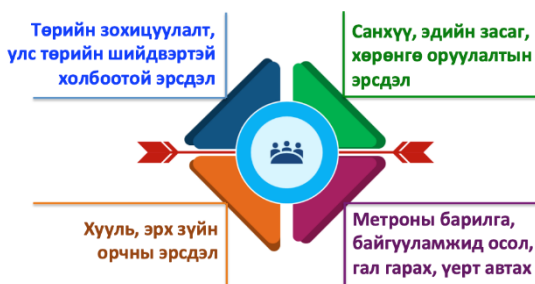 Төрийн зохицуулалт,
улс төрийн шийдвэртэй
холбоотой эрсдэл
Санхүү, эдийн засаг,
хөрөнгө оруулалтын
эрсдэл
Хууль, эрх зүйн
орчны эрсдэл
Метроны барилга,
байгууламжид осол,
гал гарах, үерт автах